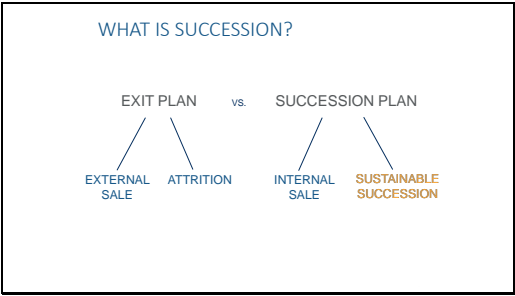 WHAT IS SUCCESSION?
EXIT PLAN vs. SUCCESSION PLAN
EXTERNAL SALE
ATTRITION
INTERNAL SALE
SUSTAINABLE SUCCESSION